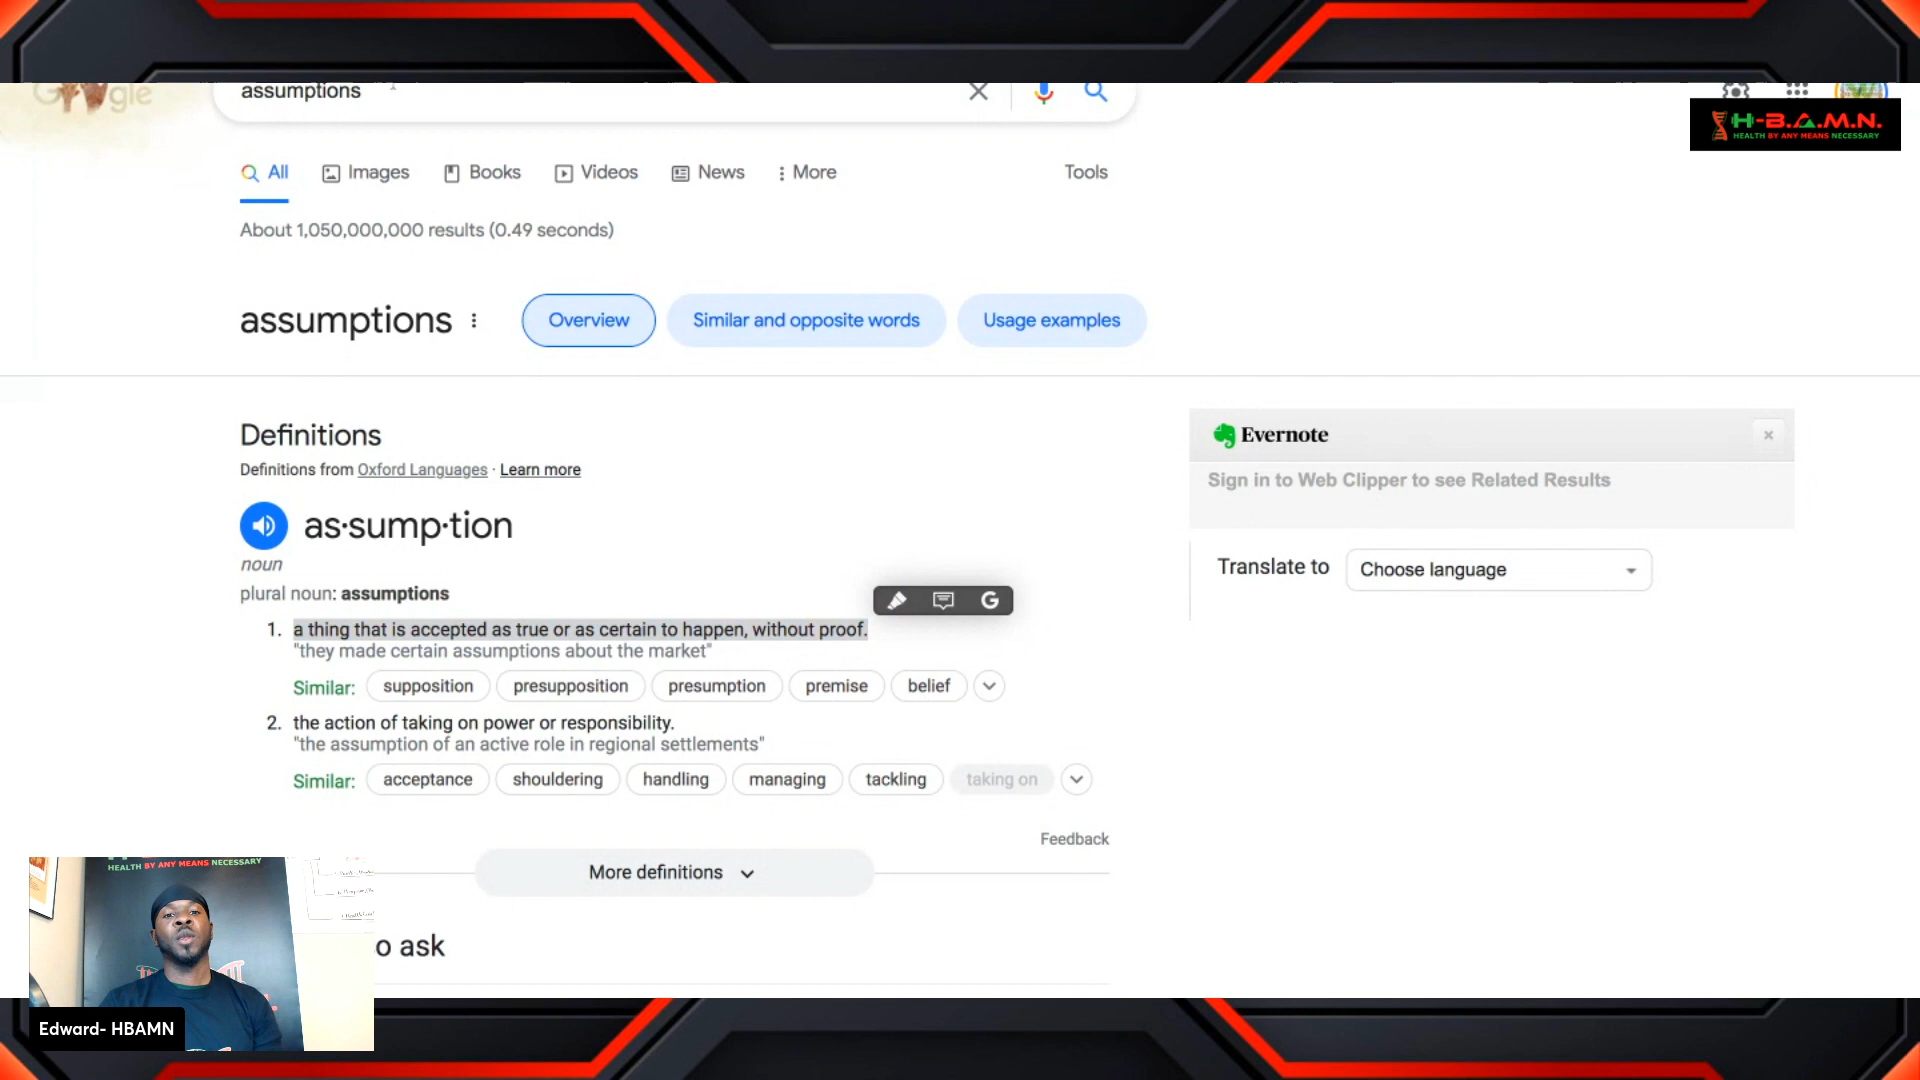 Google
assumptions
H-B.A.M.N.
HEALTH BY ANY MEANS NECESSARY
All Images Books Videos News More Tools
About 1,050,000,000 results (0.49 seconds)
assumptions Overview Similar and opposite words Usage examples
Definitions
Definitions from Oxford Languages · Learn more
as·sump·tion
noun
plural noun: assumptions
1. a thing that is accepted as true or as certain to happen, without proof.
"they made certain assumptions about the market"
Similar: supposition presupposition presumption premise belief
2. the action of taking on power or responsibility.
"the assumption of an active role in regional settlements"
Similar: acceptance shouldering handling managing tackling taking on
Feedback
More definitions
o ask
Evernote
Sign in to Web Clipper to see Related Results
Translate to Choose language
HEALTH BY ANY MEANS NECESSARY
Edward- HBAMN